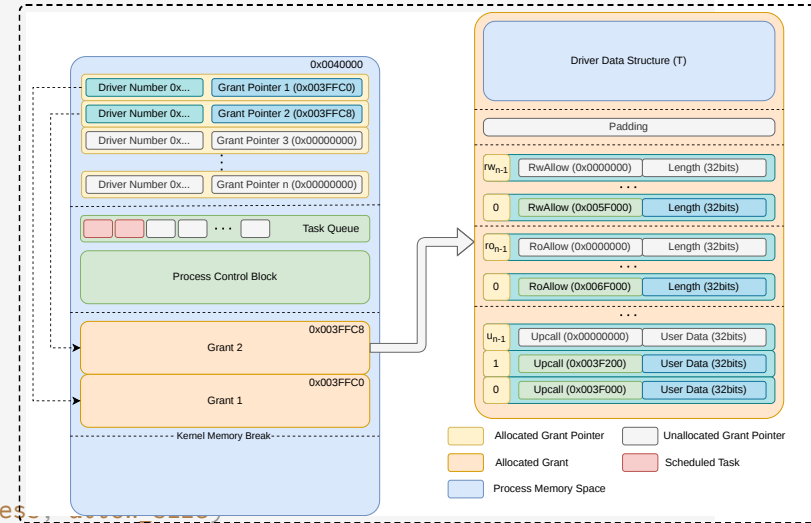 0x0040000
Driver Number 0x... Grant Pointer 1 (0x003FFC0)
Driver Number 0x... Grant Pointer 2 (0x003FFC8)
Driver Number 0x... Grant Pointer 3 (0x00000000)
Driver Number 0x... Grant Pointer n (0x00000000)
Task Queue
Process Control Block
0x003FFC8
Grant 2
0x003FFC0
Grant 1
Kernel Memory Break
Driver Data Structure (T)
Padding
rwn-1 RwAllow (0x0000000) Length (32bits)
...
0 RwAllow (0x005F000) Length (32bits)
ron-1 RoAllow (0x0000000) Length (32bits)
...
0 RoAllow (0x006F000) Length (32bits)
...
un-1 Upcall (0x00000000) User Data (32bits)
1 Upcall (0x003F200) User Data (32bits)
0 Upcall (0x003F000) User Data (32bits)
Allocated Grant Pointer Unallocated Grant Pointer
Allocated Grant Scheduled Task
Process Memory Space